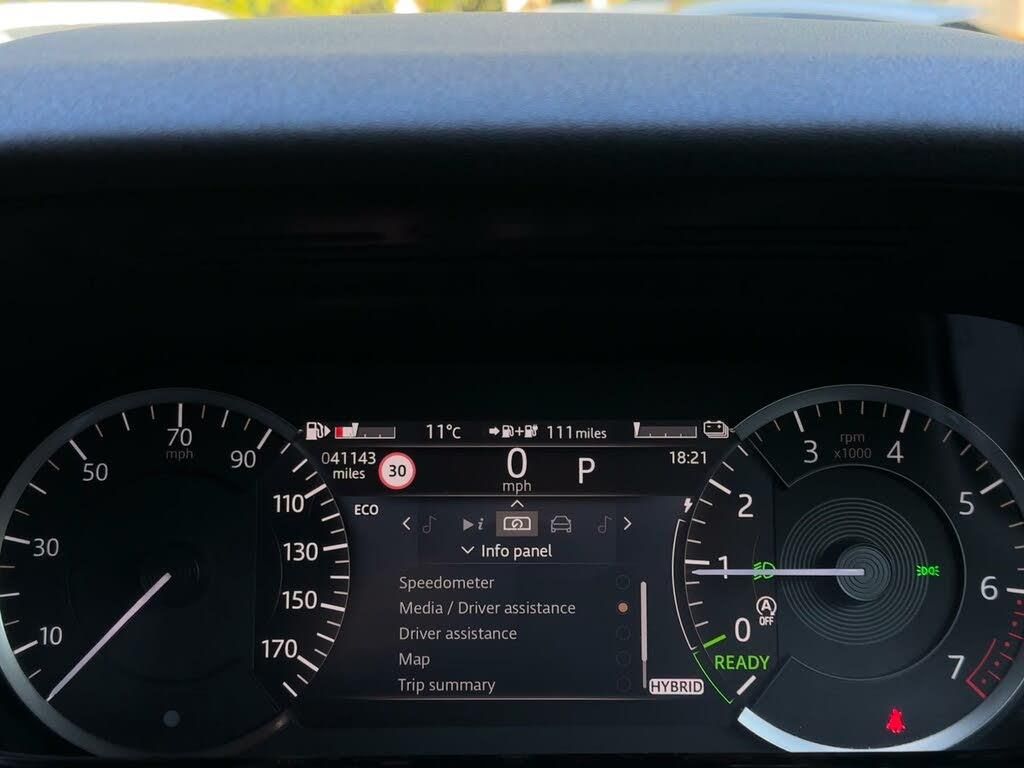 11°C 111 miles
041143
miles
30
0
mph
P
18:21
ECO
i
Info panel
Speedometer
Media / Driver assistance
Driver assistance
Map
Trip summary
HYBRID
10
30
50
70
mph
90
110
130
150
170
0
1
2
3
4
5
6
7
rpm
x1000
A
OFF
READY